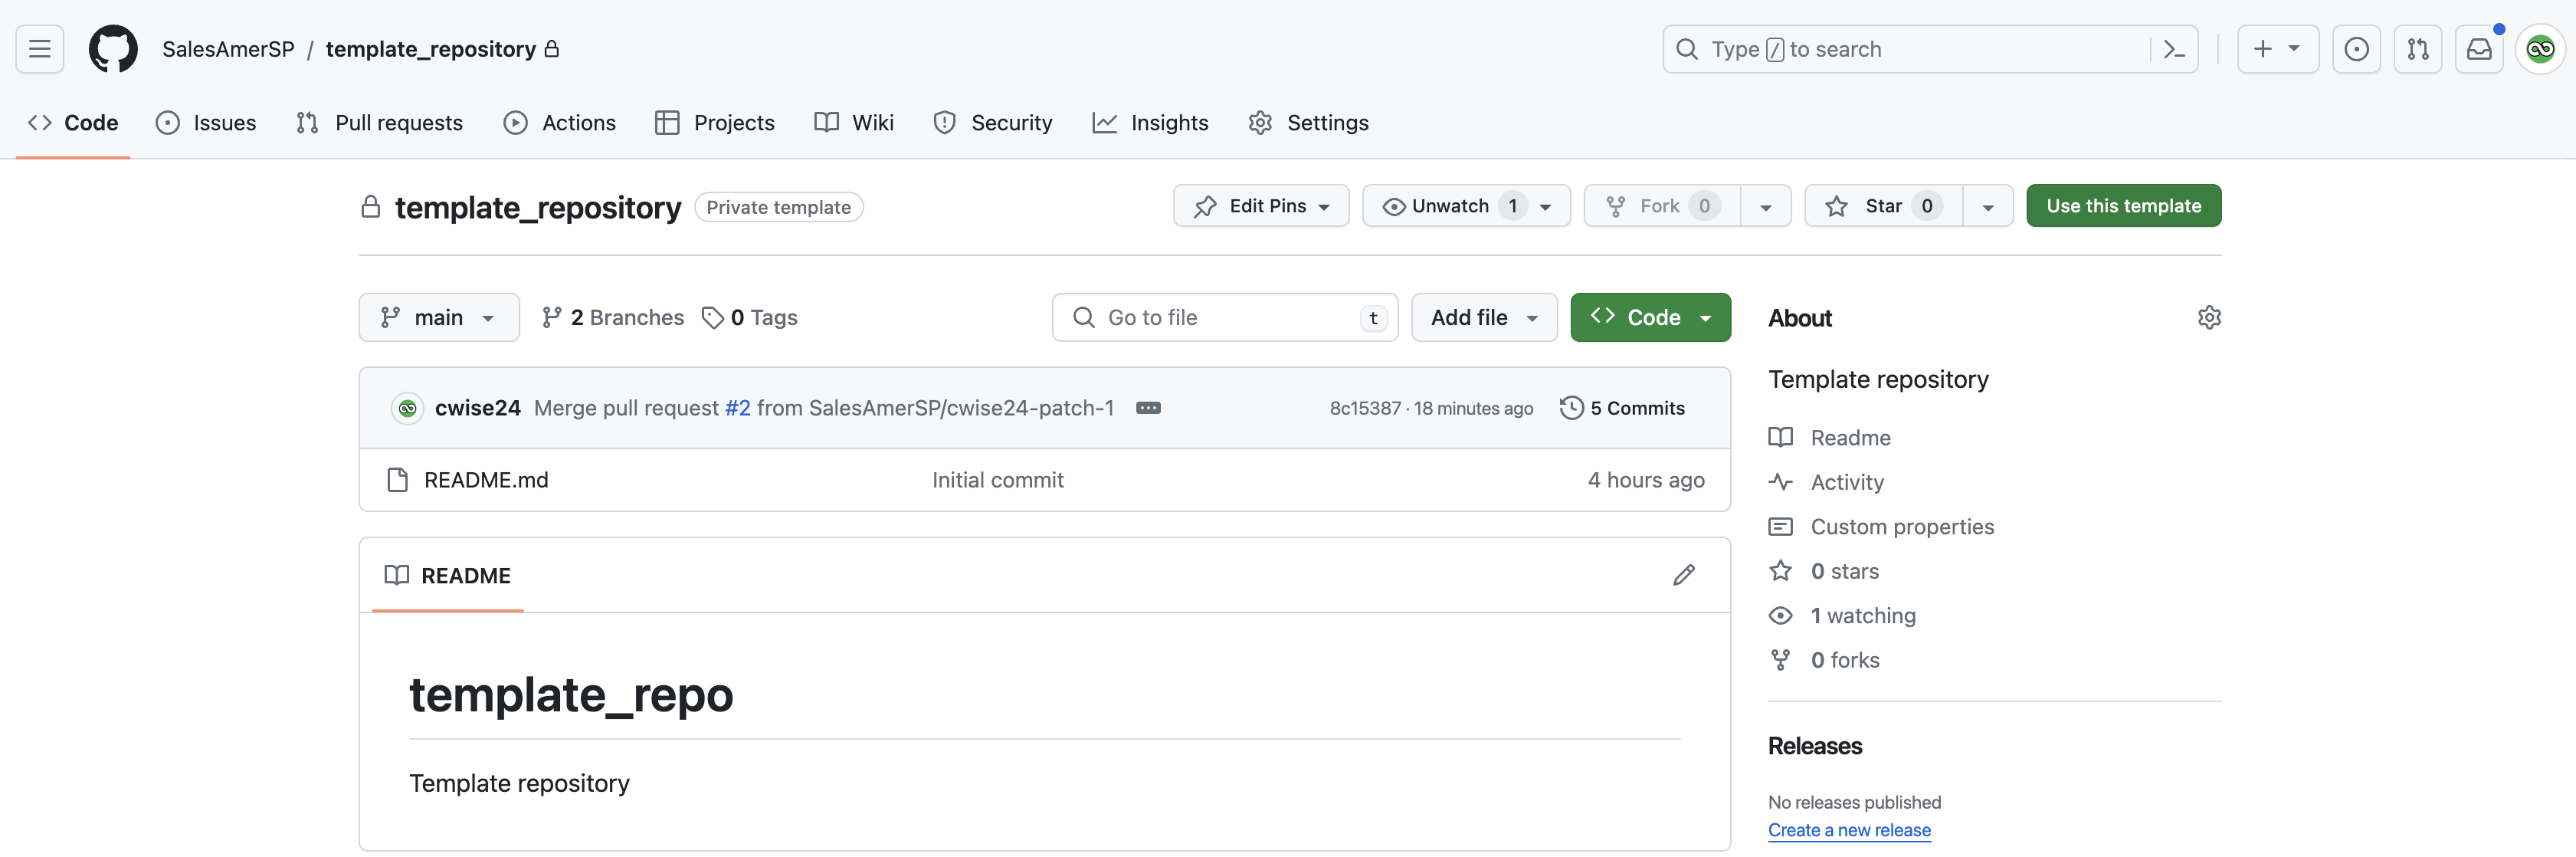 SalesAmerSP / template_repository
Type / to search
Code Issues Pull requests Actions Projects Wiki Security Insights Settings
template_repository Private template Edit Pins Unwatch 1 Fork 0 Star 0 Use this template
main 2 Branches 0 Tags Go to file t Add file Code
cwise24 Merge pull request #2 from SalesAmerSP/cwise24-patch-1 8c15387 · 18 minutes ago 5 Commits
README.md Initial commit 4 hours ago
README
template_repo
Template repository
About
Template repository
Readme
Activity
Custom properties
0 stars
1 watching
0 forks
Releases
No releases published
Create a new release